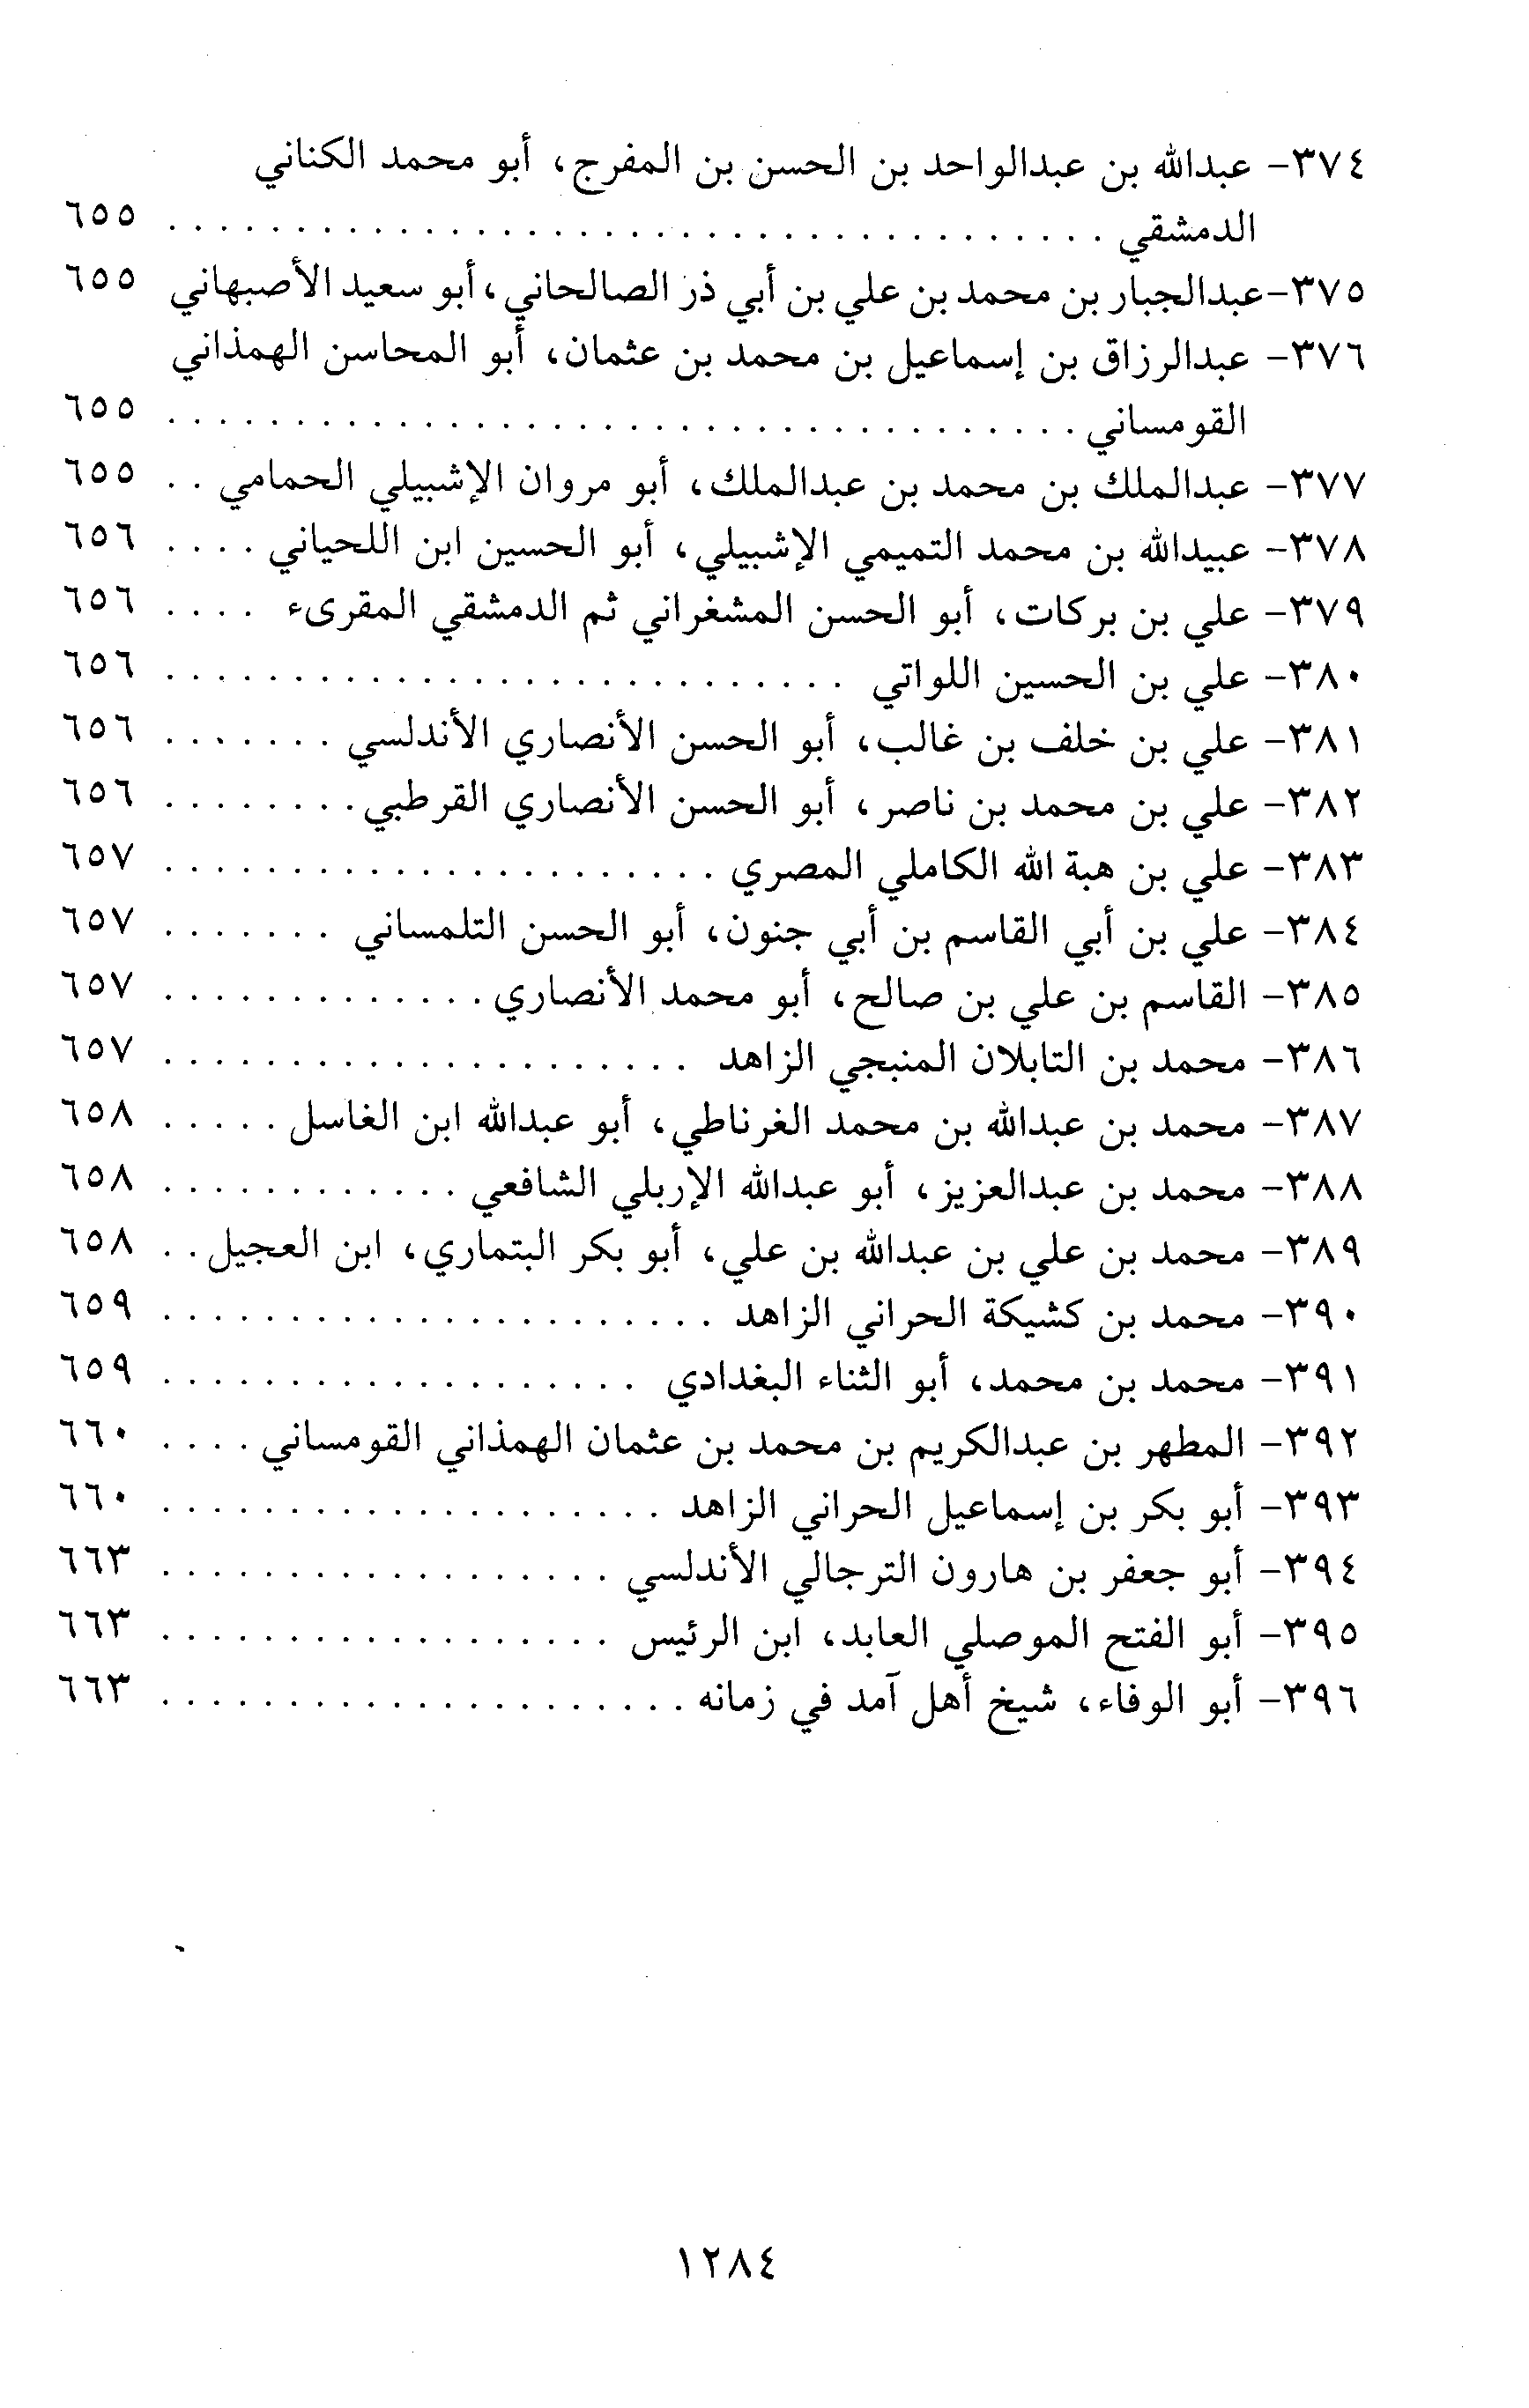 ٣٧٤- عبدالله بن عبدالواحد بن الحسن بن المفرج، أبو محمد الكناني
الدمشقي . . . . . . . . . . . . . . . . . . . . . . . . . . . . . . . . . . . . . ٦٥٥
٣٧٥-عبدالجبار بن محمد بن علي بن أبي ذر الصالحاني،أبو سعيد الأصبهاني ٦٥٥
٣٧٦- عبدالرزاق بن إسماعيل بن محمد بن عثمان، أبو المحاسن الهمذاني
القومساني . . . . . . . . . . . . . . . . . . . . . . . . . . . . . . . . . . . . ٦٥٥
٣٧٧- عبدالملك بن محمد بن عبدالملك، أبو مروان الإشبيلي الحمامي . . ٦٥٥
٣٧٨- عبيدالله بن محمد التميمي الإشبيلي، أبو الحسين ابن اللحياني . . . . ٦٥٦
٣٧٩- علي بن بركات، أبو الحسن المشغراني ثم الدمشقي المقرىء . . . . ٦٥٦
٣٨٠- علي بن الحسين اللواتي . . . . . . . . . . . . . . . . . . . . . . . . . . . ٦٥٦
٣٨١- علي بن خلف بن غالب، أبو الحسن الأنصاري الأندلسي . . . . . . . ٦٥٦
٣٨٢- علي بن محمد بن ناصر، أبو الحسن الأنصاري القرطبي . . . . . . . . ٦٥٦
٣٨٣- علي بن هبة الله الكاملي المصري . . . . . . . . . . . . . . . . . . . . . . ٦٥٧
٣٨٤- علي بن أبي القاسم بن أبي جنون، أبو الحسن التلمساني . . . . . . . ٦٥٧
٣٨٥- القاسم بن علي بن صالح، أبو محمد الأنصاري . . . . . . . . . . . . . ٦٥٧
٣٨٦- محمد بن التابلان المنبجي الزاهد . . . . . . . . . . . . . . . . . . . . . ٦٥٧
٣٨٧- محمد بن عبدالله بن محمد الغرناطي، أبو عبدالله ابن الغاسل . . . . . ٦٥٨
٣٨٨- محمد بن عبدالعزيز، أبو عبدالله الإربلي الشافعي . . . . . . . . . . . . ٦٥٨
٣٨٩- محمد بن علي بن عبدالله بن علي، أبو بكر البتماري، ابن العجيل . . ٦٥٨
٣٩٠- محمد بن كشيكة الحراني الزاهد . . . . . . . . . . . . . . . . . . . . . . ٦٥٩
٣٩١- محمد بن محمد، أبو الثناء البغدادي . . . . . . . . . . . . . . . . . . . ٦٥٩
٣٩٢- المطهر بن عبدالكريم بن محمد بن عثمان الهمذاني القومساني . . . . ٦٦٠
٣٩٣- أبو بكر بن إسماعيل الحراني الزاهد . . . . . . . . . . . . . . . . . . . . ٦٦٠
٣٩٤- أبو جعفر بن هارون الترجالي الأندلسي . . . . . . . . . . . . . . . . . . ٦٦٣
٣٩٥- أبو الفتح الموصلي العابد، ابن الرئيس . . . . . . . . . . . . . . . . . . ٦٦٣
٣٩٦- أبو الوفاء، شيخ أهل آمد في زمانه . . . . . . . . . . . . . . . . . . . . . ٦٦٣
١٢٨٤